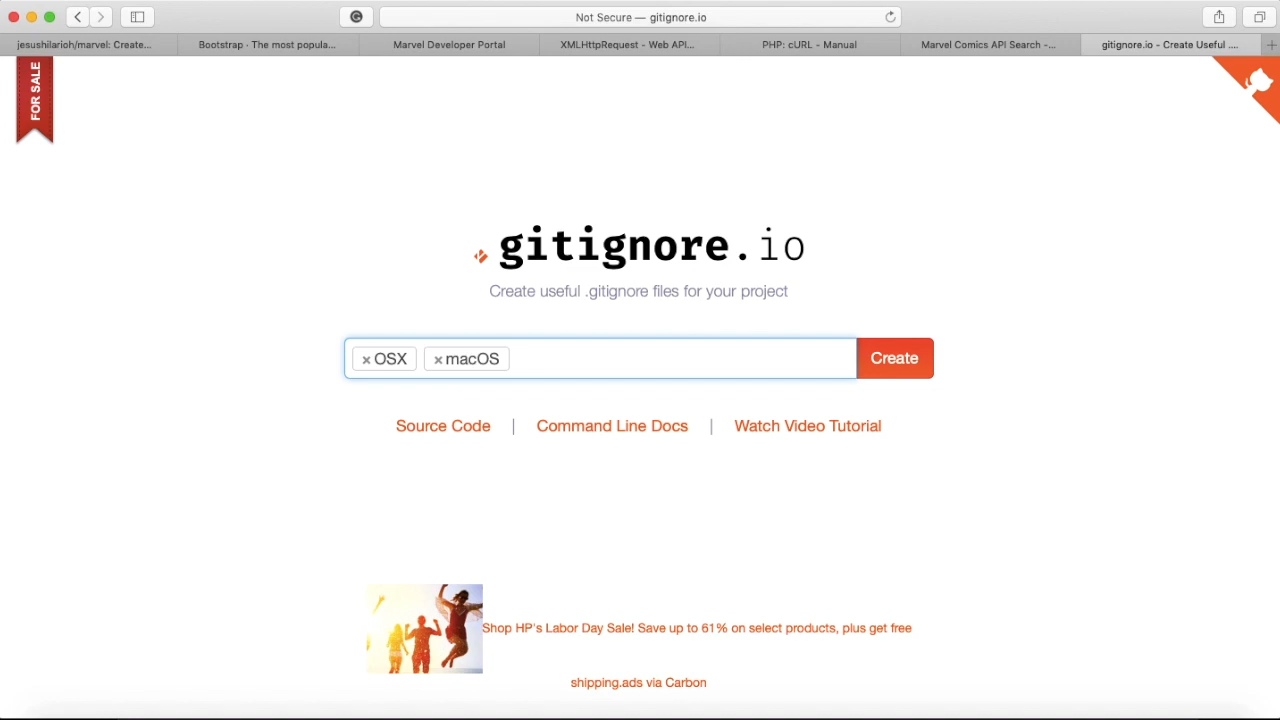 Not Secure — gitignore.io
jesushilarioh/marvel: Create...
Bootstrap · The most popula...
Marvel Developer Portal
XMLHttpRequest - Web API...
PHP: cURL - Manual
Marvel Comics API Search -...
gitignore.io - Create Useful ....
FOR SALE
gitignore.io
Create useful .gitignore files for your project
× OSX × macOS
Create
Source Code | Command Line Docs | Watch Video Tutorial
Shop HP's Labor Day Sale! Save up to 61% on select products, plus get free
shipping.ads via Carbon